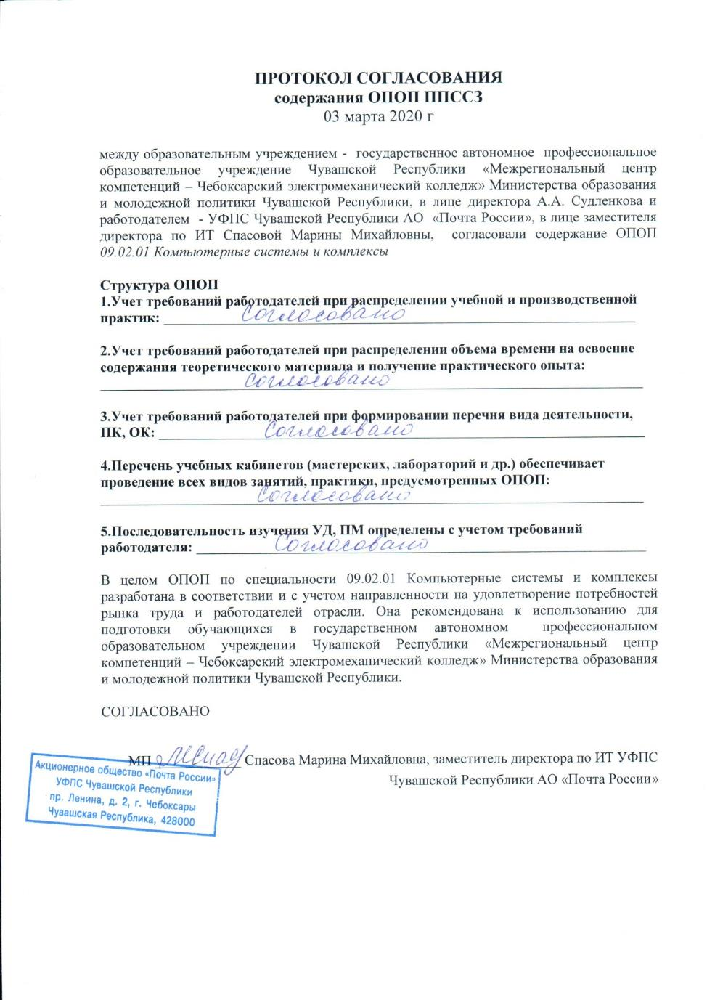 ПРОТОКОЛ СОГЛАСОВАНИЯ
содержания ОПОП ППССЗ
03 марта 2020 г
между образовательным учреждением - государственное автономное профессиональное
образовательное учреждение Чувашской Республики «Межрегиональный центр
компетенций – Чебоксарский электромеханический колледж» Министерства образования
и молодежной политики Чувашской Республики, в лице директора А.А. Судленкова и
работодателем - УФПС Чувашской Республики АО «Почта России», в лице заместителя
директора по ИТ Спасовой Марины Михайловны, согласовали содержание ОПОП
09.02.01 Компьютерные системы и комплексы
Структура ОПОП
1.Учет требований работодателей при распределении учебной и производственной
практик: Согласовано
2.Учет требований работодателей при распределении объема времени на освоение
содержания теоретического материала и получение практического опыта:
Согласовано
3.Учет требований работодателей при формировании перечня вида деятельности,
ПК, ОК: Согласовано
4.Перечень учебных кабинетов (мастерских, лабораторий и др.) обеспечивает
проведение всех видов занятий, практики, предусмотренных ОПОП:
Согласовано
5.Последовательность изучения УД, ПМ определены с учетом требований
работодателя: Согласовано
В целом ОПОП по специальности 09.02.01 Компьютерные системы и комплексы
разработана в соответствии и с учетом направленности на удовлетворение потребностей
рынка труда и работодателей отрасли. Она рекомендована к использованию для
подготовки обучающихся в государственном автономном профессиональном
образовательном учреждении Чувашской Республики «Межрегиональный центр
компетенций – Чебоксарский электромеханический колледж» Министерства образования
и молодежной политики Чувашской Республики.
СОГЛАСОВАНО
МП Спасова Марина Михайловна, заместитель директора по ИТ УФПС
Чувашской Республики АО «Почта России»
Акционерное общество «Почта России»
УФПС Чувашской Республики
пр. Ленина, д. 2, г. Чебоксары
Чувашская Республика, 428000